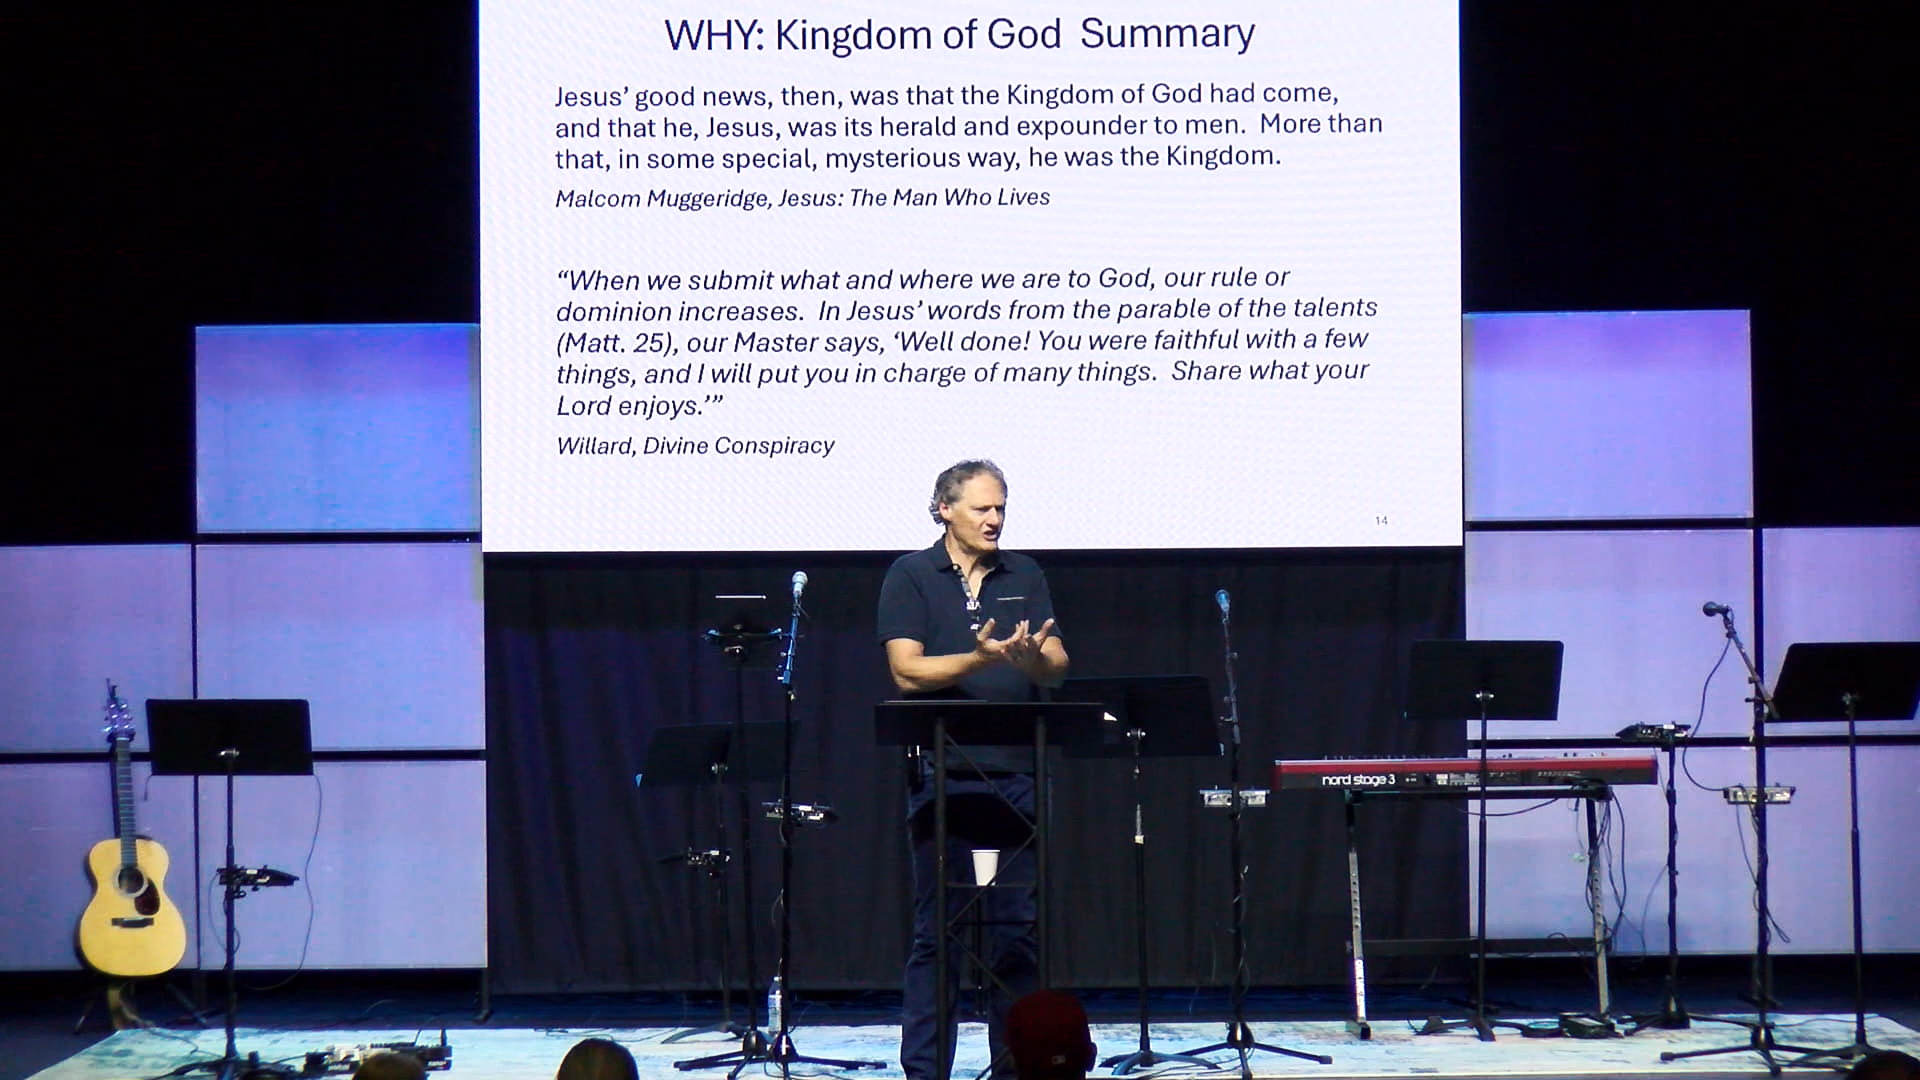 WHY: Kingdom of God Summary
Jesus’ good news, then, was that the Kingdom of God had come,
and that he, Jesus, was its herald and expounder to men. More than
that, in some special, mysterious way, he was the Kingdom.
Malcom Muggeridge, Jesus: The Man Who Lives
“When we submit what and where we are to God, our rule or
dominion increases. In Jesus’ words from the parable of the talents
(Matt. 25), our Master says, ‘Well done! You were faithful with a few
things, and I will put you in charge of many things. Share what your
Lord enjoys.’”
Willard, Divine Conspiracy
14
nord stage 3